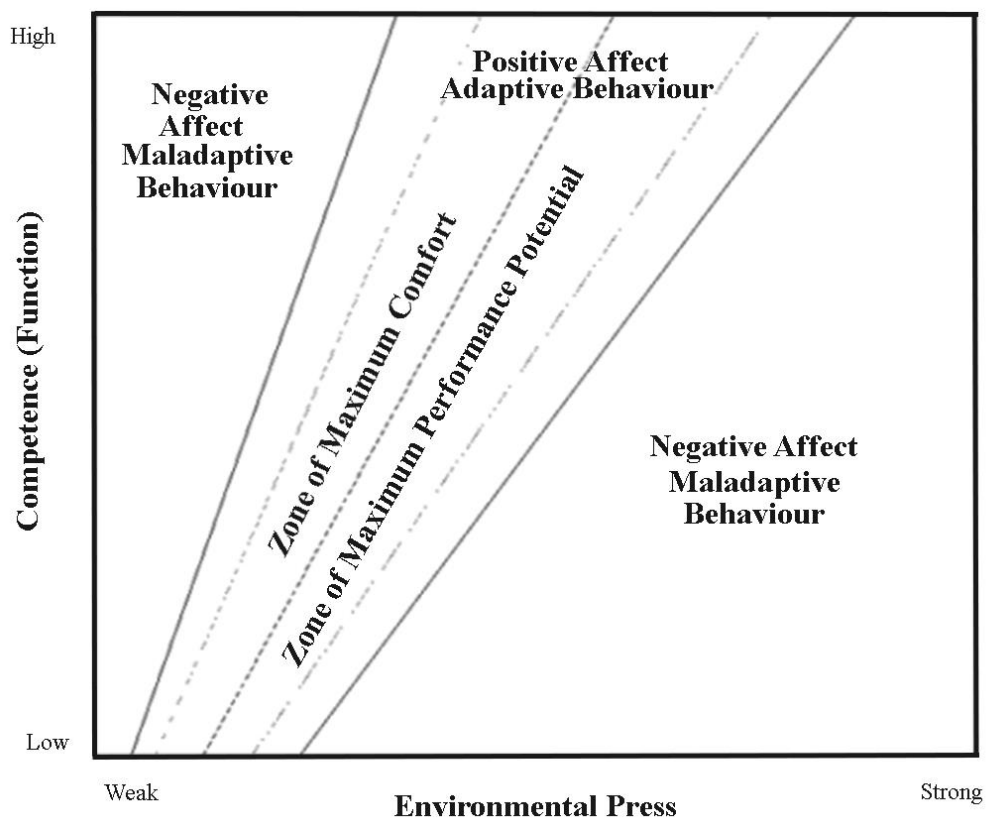 High
Negative
Affect
Maladaptive
Behaviour
Positive Affect
Adaptive Behaviour
Competence (Function)
Zone of Maximum Comfort
Zone of Maximum Performance Potential
Negative Affect
Maladaptive
Behaviour
Low
Weak
Environmental Press
Strong